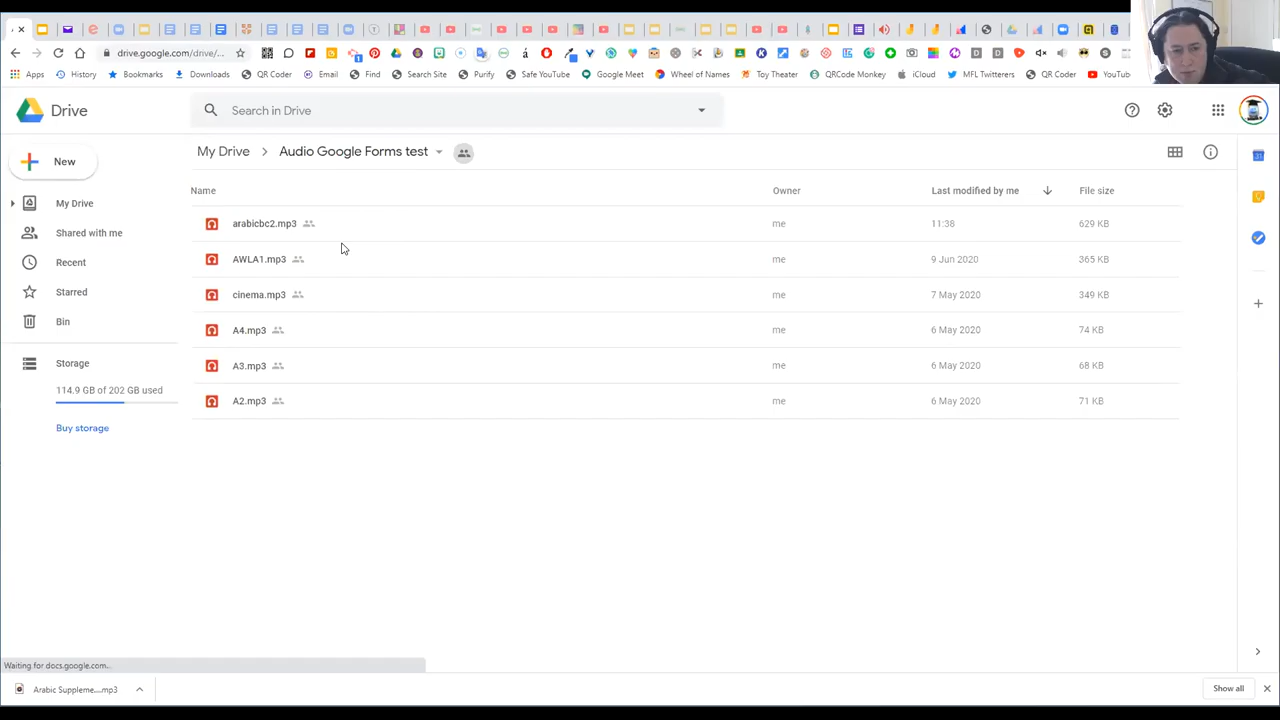 drive.google.com/drive/...
Apps
History
Bookmarks
Downloads
QR Coder
Email
Find
Search Site
Purify
Safe YouTube
Google Meet
Wheel of Names
Toy Theater
QRCode Monkey
iCloud
MFL Twitterers
QR Coder
YouTub
Drive
Search in Drive
New
My Drive
Shared with me
Recent
Starred
Bin
Storage
114.9 GB of 202 GB used
Buy storage
My Drive > Audio Google Forms test
Name Owner Last modified by me File size
arabicbc2.mp3 me 11:38 629 KB
AWLA1.mp3 me 9 Jun 2020 365 KB
cinema.mp3 me 7 May 2020 349 KB
A4.mp3 me 6 May 2020 74 KB
A3.mp3 me 6 May 2020 68 KB
A2.mp3 me 6 May 2020 71 KB
Waiting for docs.google.com...
Arabic Suppleme....mp3
Show all